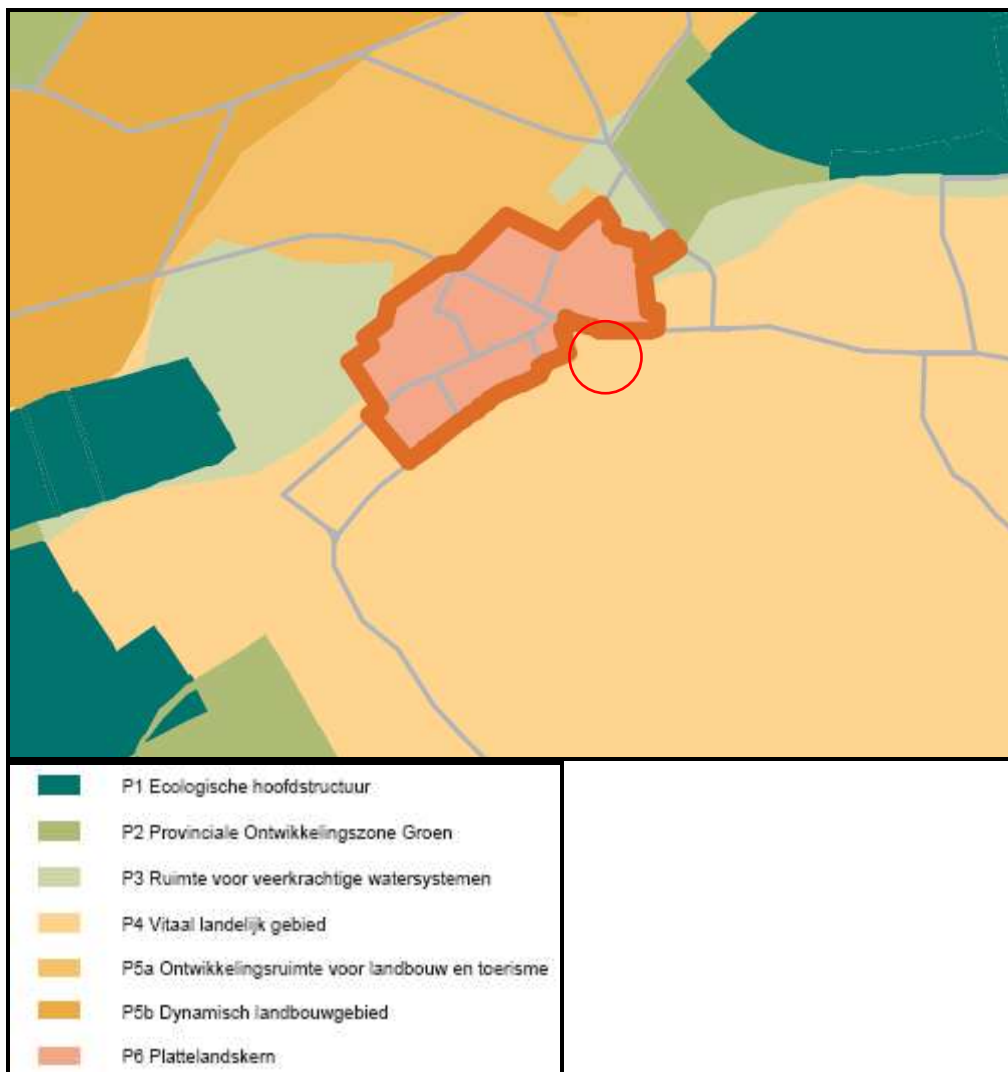 P1 Ecologische hoofdstructuur
P2 Provinciale Ontwikkelingszone Groen
P3 Ruimte voor veerkrachtige watersystemen
P4 Vitaal landelijk gebied
P5a Ontwikkelingsruimte voor landbouw en toerisme
P5b Dynamisch landbouwgebied
P6 Plattelandskern